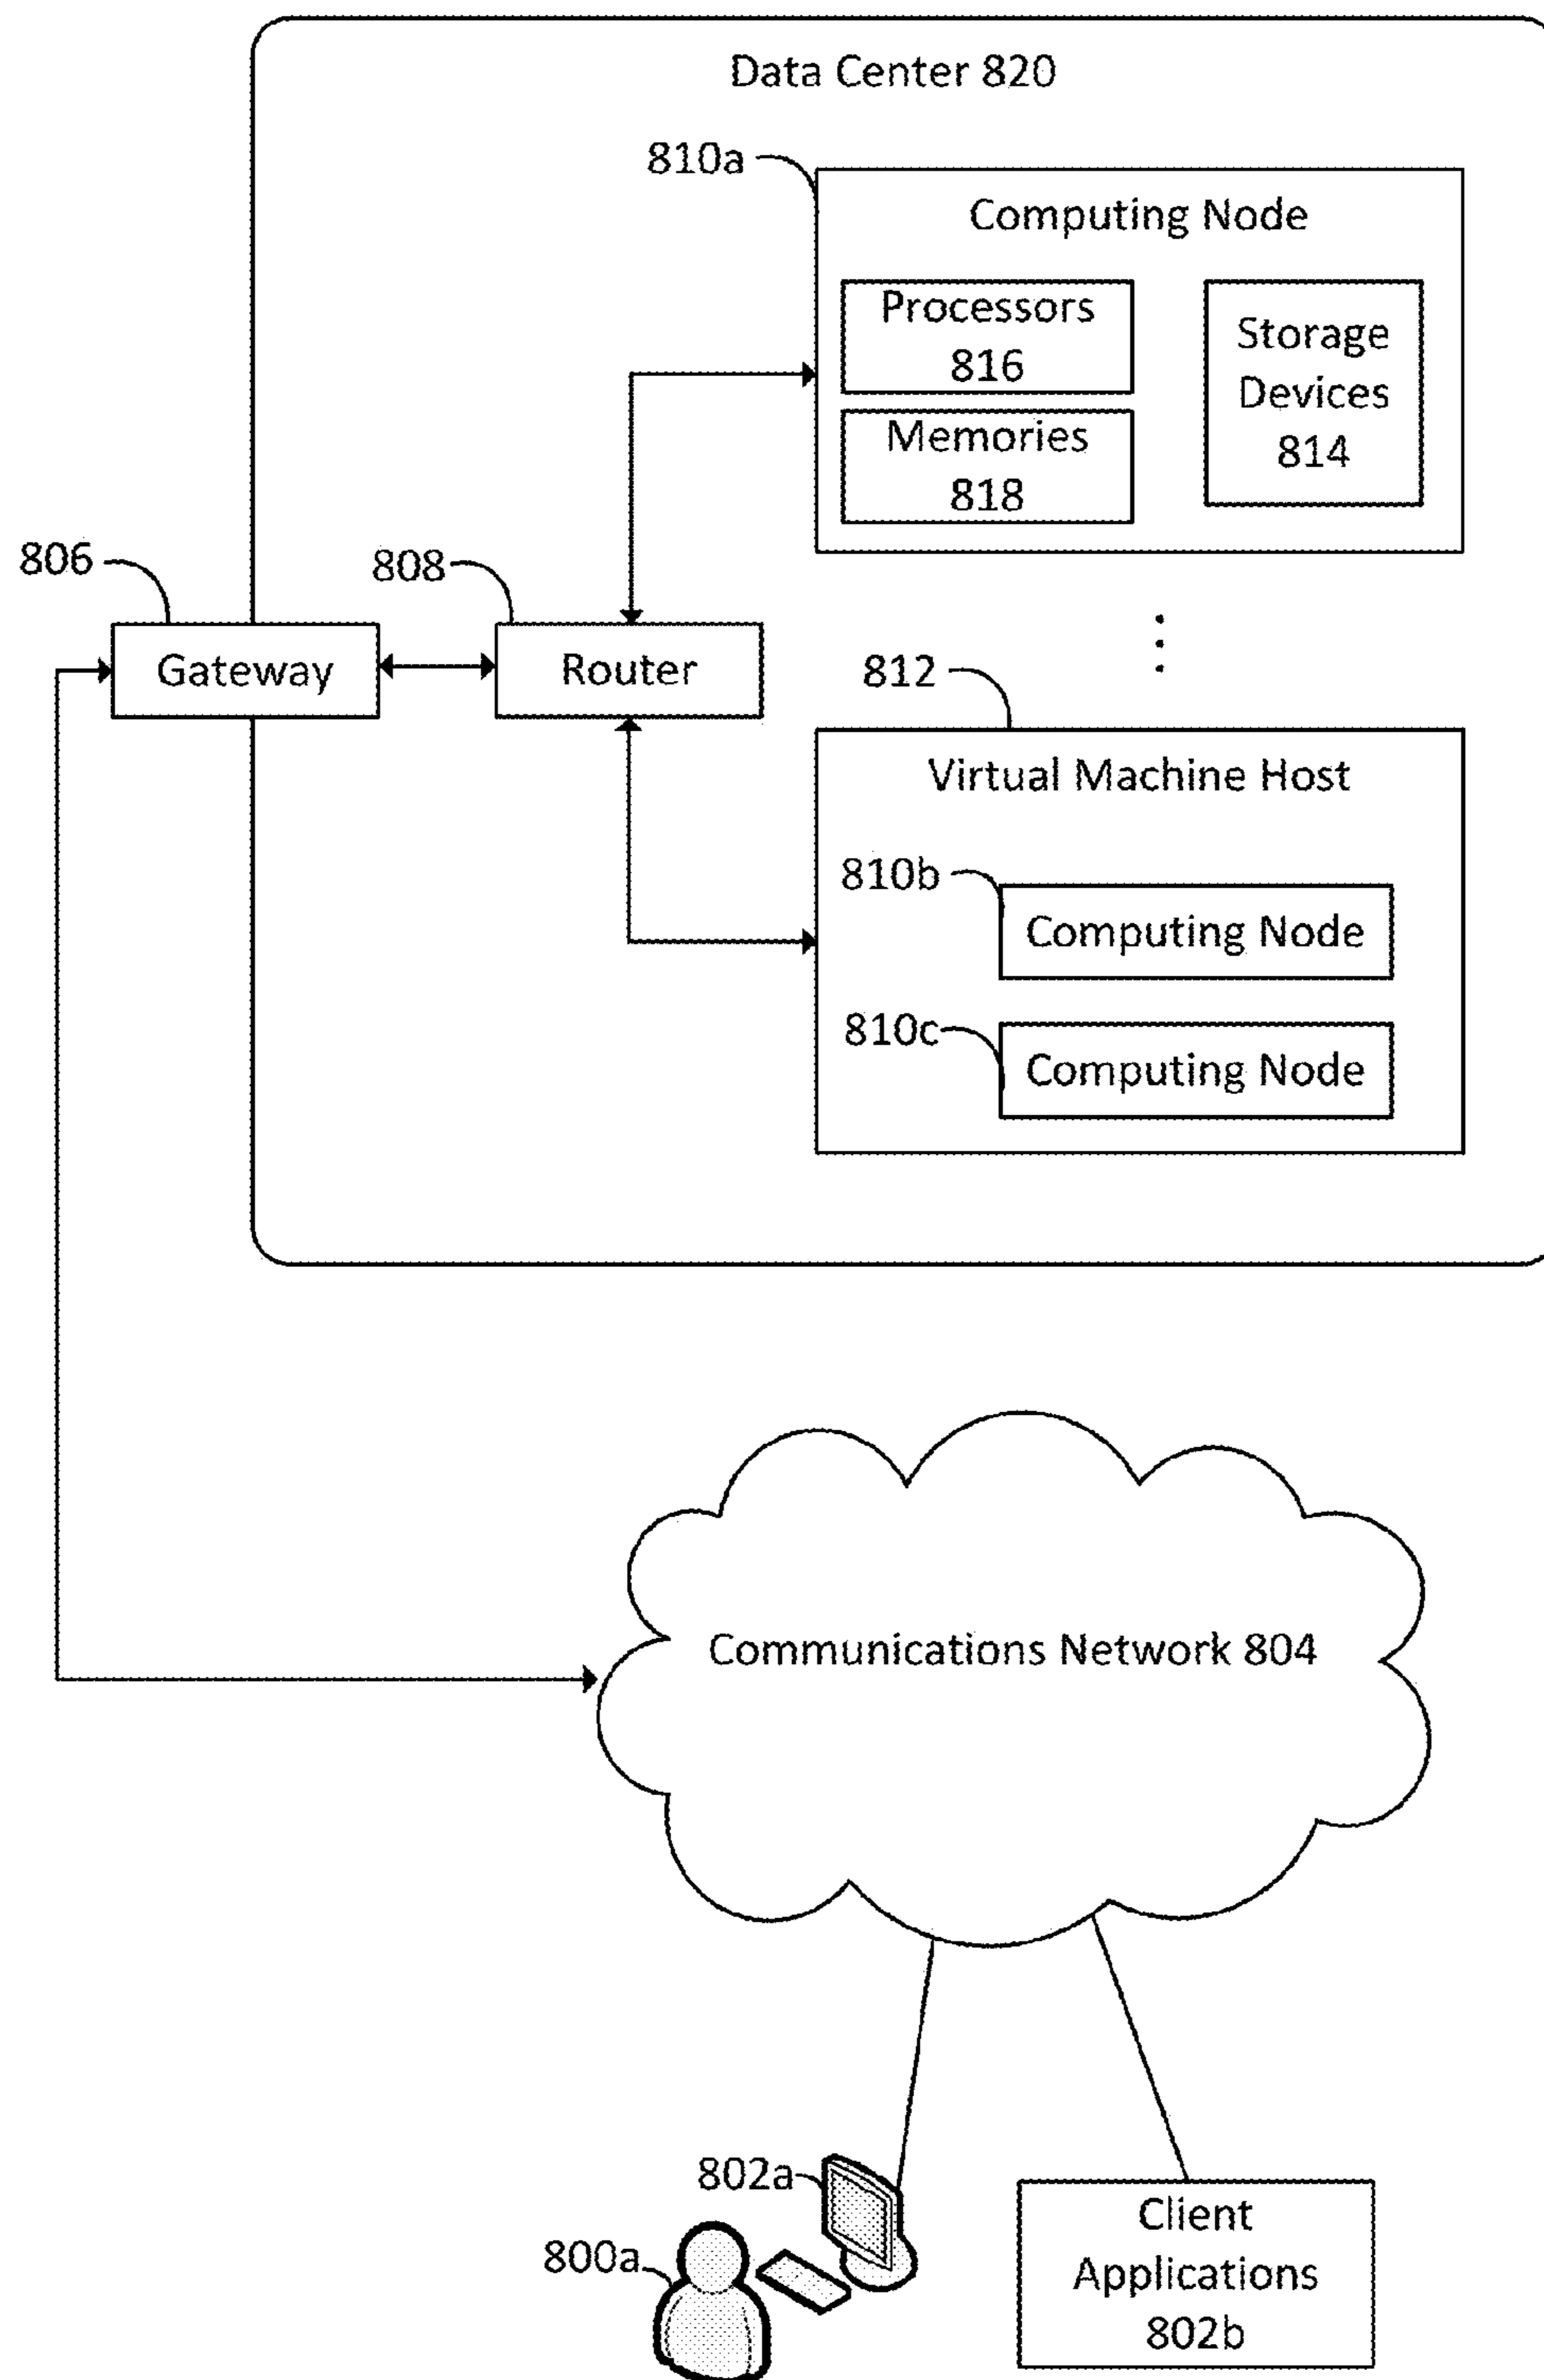 Data Center 820
810a
Computing Node
Processors
816
Storage
Devices
814
Memories
818
806
808
Gateway
Router
812
Virtual Machine Host
810b
Computing Node
810c
Computing Node
Communications Network 804
802a
800a
Client
Applications
802b